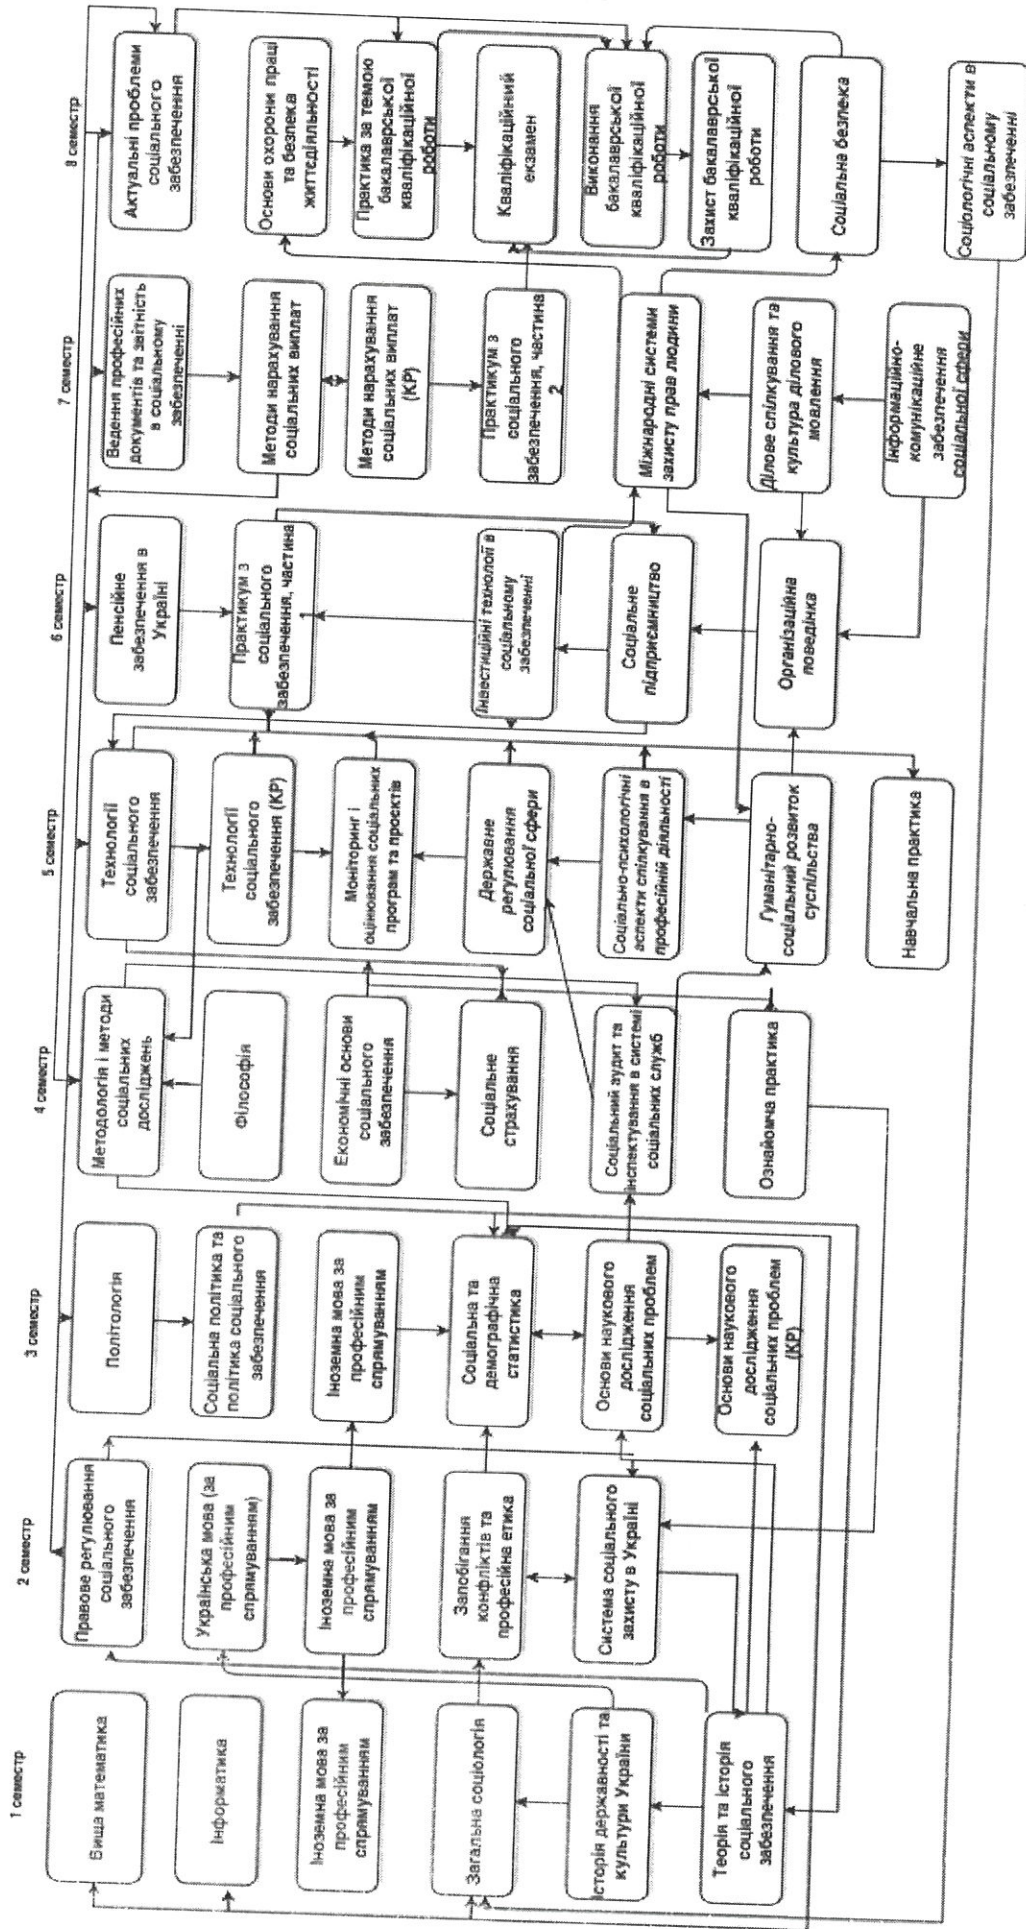 1 семестр
Вища математика
Інформатика
Іноземна мова за
професійним
спрямуванням
Загальна соціологія
Історія державності та
культури України
Теорія та історія
соціального
забезпечення
2 семестр
Правове регулювання
соціального
забезпечення
Українська мова (за
професійним
спрямуванням)
Іноземна мова за
професійним
спрямуванням
Запобігання
конфліктів та
професійна етика
Система соціального
захисту в Україні
3 семестр
Політологія
Соціальна політика та
політика соціального
забезпечення
Іноземна мова за
професійним
спрямуванням
Соціальна та
демографічна
статистика
Основи наукового
дослідження
соціальних проблем
Основи наукового
дослідження
соціальних проблем
(КР)
4 семестр
Методологія і методи
соціальних
досліджень
Філософія
Економічні основи
соціального
забезпечення
Соціальне
страхування
Соціальний аудит та
інспектування в системі
соціальних служб
Ознайомча практика
5 семестр
Технології
соціального
забезпечення
Технології
соціального
забезпечення (КР)
Моніторинг і
оцінювання соціальних
програм та проєктів
Державне
регулювання
соціальної сфери
Соціально-психологічні
аспекти спілкування в
професійній діяльності
Гуманітарно-
соціальний розвиток
суспільства
Навчальна практика
6 семестр
Пенсійне
забезпечення в
Україні
Практикум з
соціального
забезпечення, частина
1
Інвестиційні технології в
соціальному
забезпеченні
Соціальне
підприємництво
Організаційна
поведінка
7 семестр
Ведення професійних
документів та звітність
в соціальному
забезпеченні
Методи нарахування
соціальних виплат
Методи нарахування
соціальних виплат
(КР)
Практикум з
соціального
забезпечення, частина
2
Міжнародні системи
захисту прав людини
Ділове спілкування та
культура ділового
мовлення
Інформаційно-
комунікаційне
забезпечення
соціальної сфери
8 семестр
Актуальні проблеми
соціального
забезпечення
Основи охорони праці
та безпека
життєдіяльності
Практика за темою
бакалаврської
кваліфікаційної
роботи
Кваліфікаційний
екзамен
Виконання
бакалаврської
кваліфікаційної
роботи
Захист бакалаврської
кваліфікаційної
роботи
Соціальна безпека
Соціологічні аспекти в
соціальному
забезпеченні